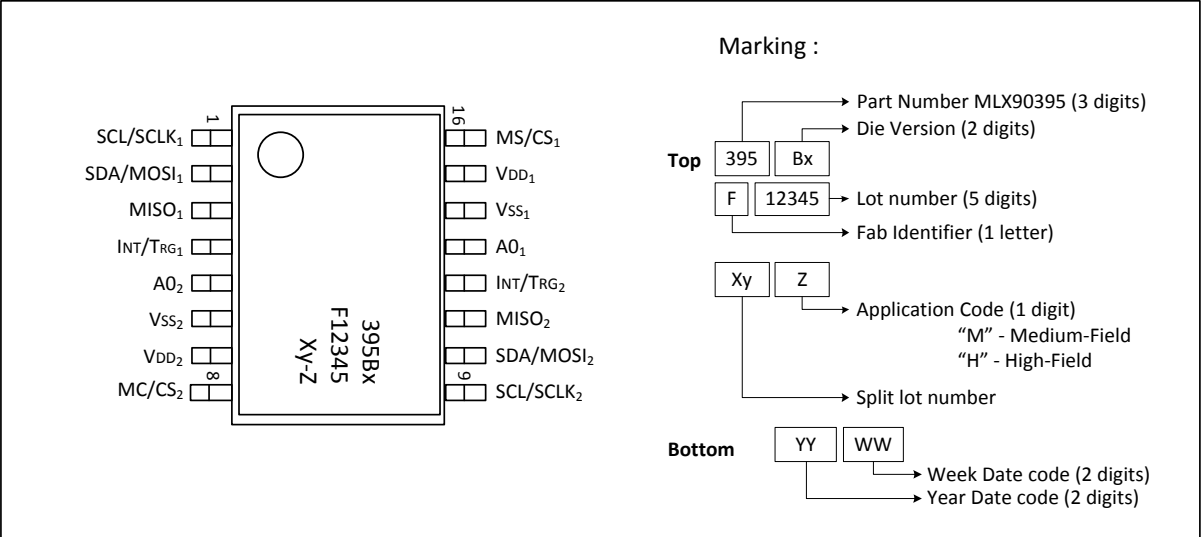 Marking :
1
16
SCL/SCLK1
MS/CS1
SDA/MOSI1
VDD1
MISO1
VSS1
INT/TRG1
A01
A02
INT/TRG2
VSS2
MISO2
VDD2
SDA/MOSI2
MC/CS2
SCL/SCLK2
8
9
395Bx
F12345
Xy-Z
Part Number MLX90395 (3 digits)
Die Version (2 digits)
Top 395 Bx
F 12345 Lot number (5 digits)
Fab Identifier (1 letter)
Xy Z
Application Code (1 digit)
“M” - Medium-Field
“H” - High-Field
Split lot number
Bottom YY WW
Week Date code (2 digits)
Year Date code (2 digits)